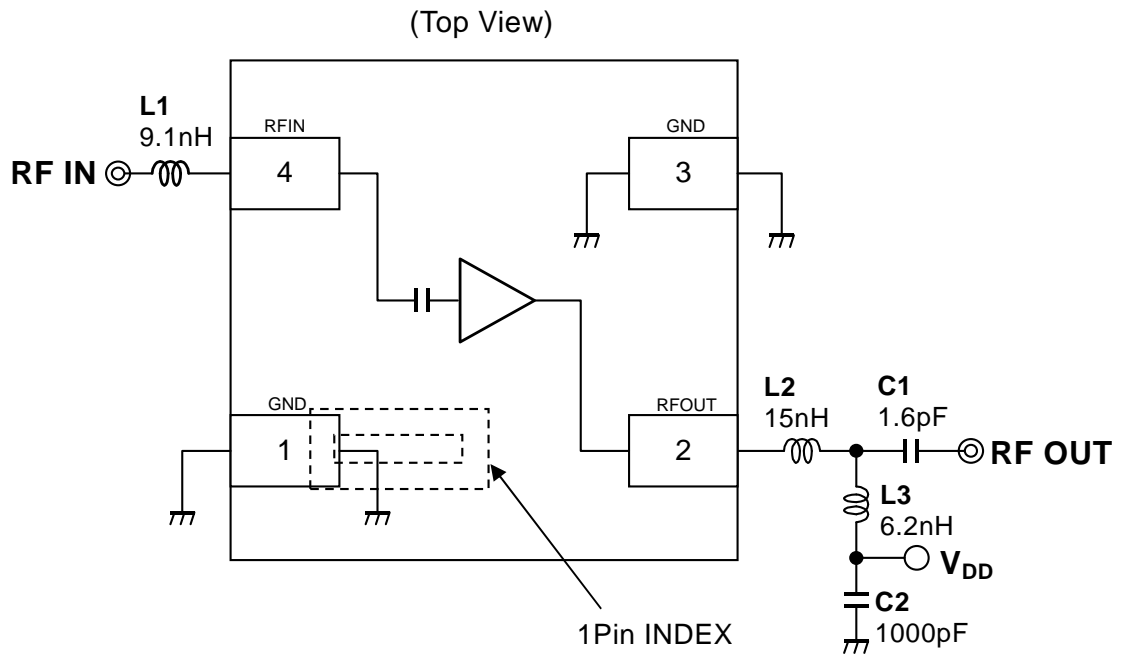 (Top View)
L1
9.1nH
RF IN
RFIN
4
GND
3
GND
1
RFOUT
2
L2
15nH
C1
1.6pF
RF OUT
L3
6.2nH
VDD
C2
1000pF
1Pin INDEX